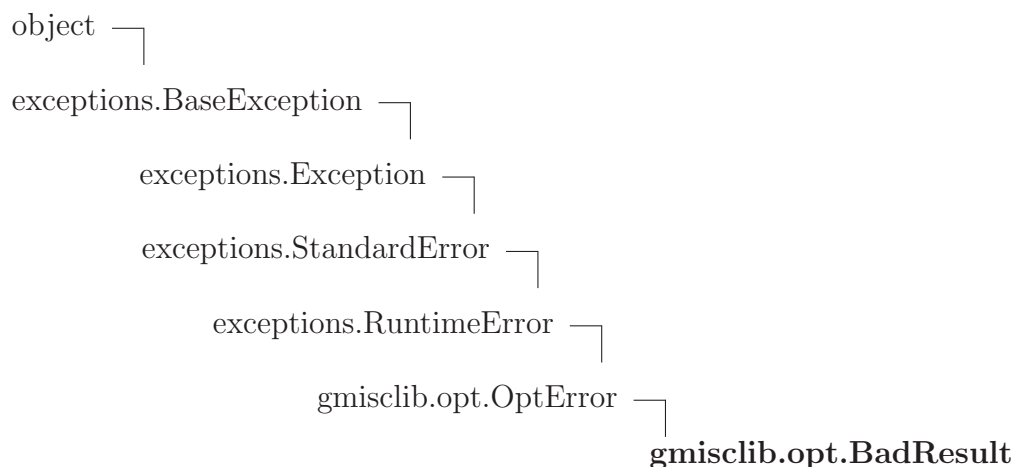 object
exceptions.BaseException
exceptions.Exception
exceptions.StandardError
exceptions.RuntimeError
gmisclib.opt.OptError
gmisclib.opt.BadResult